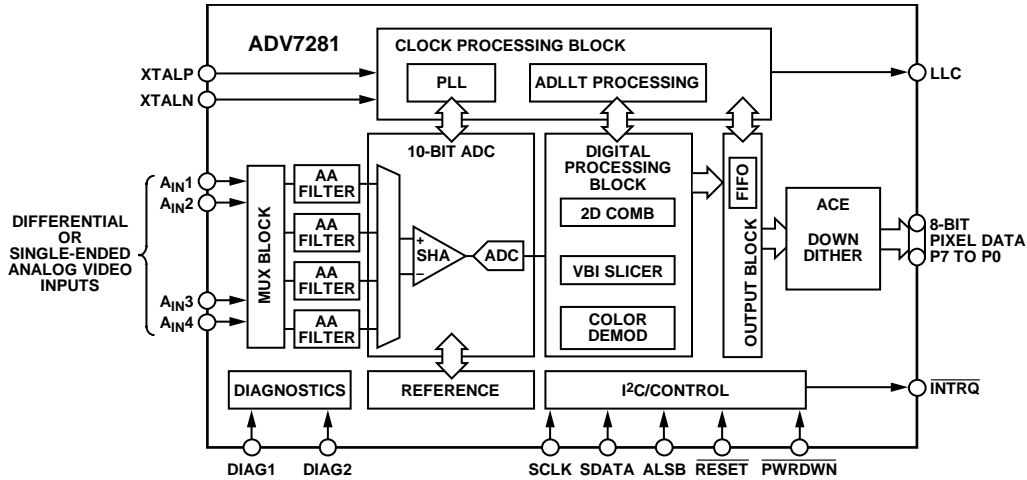 ADV7281
CLOCK PROCESSING BLOCK
PLL
ADLLT PROCESSING
XTALP
XTALN
LLC
10-BIT ADC
DIGITAL
PROCESSING
BLOCK
2D COMB
VBI SLICER
COLOR
DEMOD
FIFO
OUTPUT BLOCK
ACE
DOWN
DITHER
8-BIT
PIXEL DATA
P7 TO P0
DIFFERENTIAL
OR
SINGLE-ENDED
ANALOG VIDEO
INPUTS
AIN1
AIN2
AIN3
AIN4
MUX BLOCK
AA
FILTER
AA
FILTER
AA
FILTER
AA
FILTER
+
SHA
–
ADC
DIAGNOSTICS
REFERENCE
I²C/CONTROL
INTRQ
DIAG1
DIAG2
SCLK
SDATA
ALSB
RESET
PWRDWN